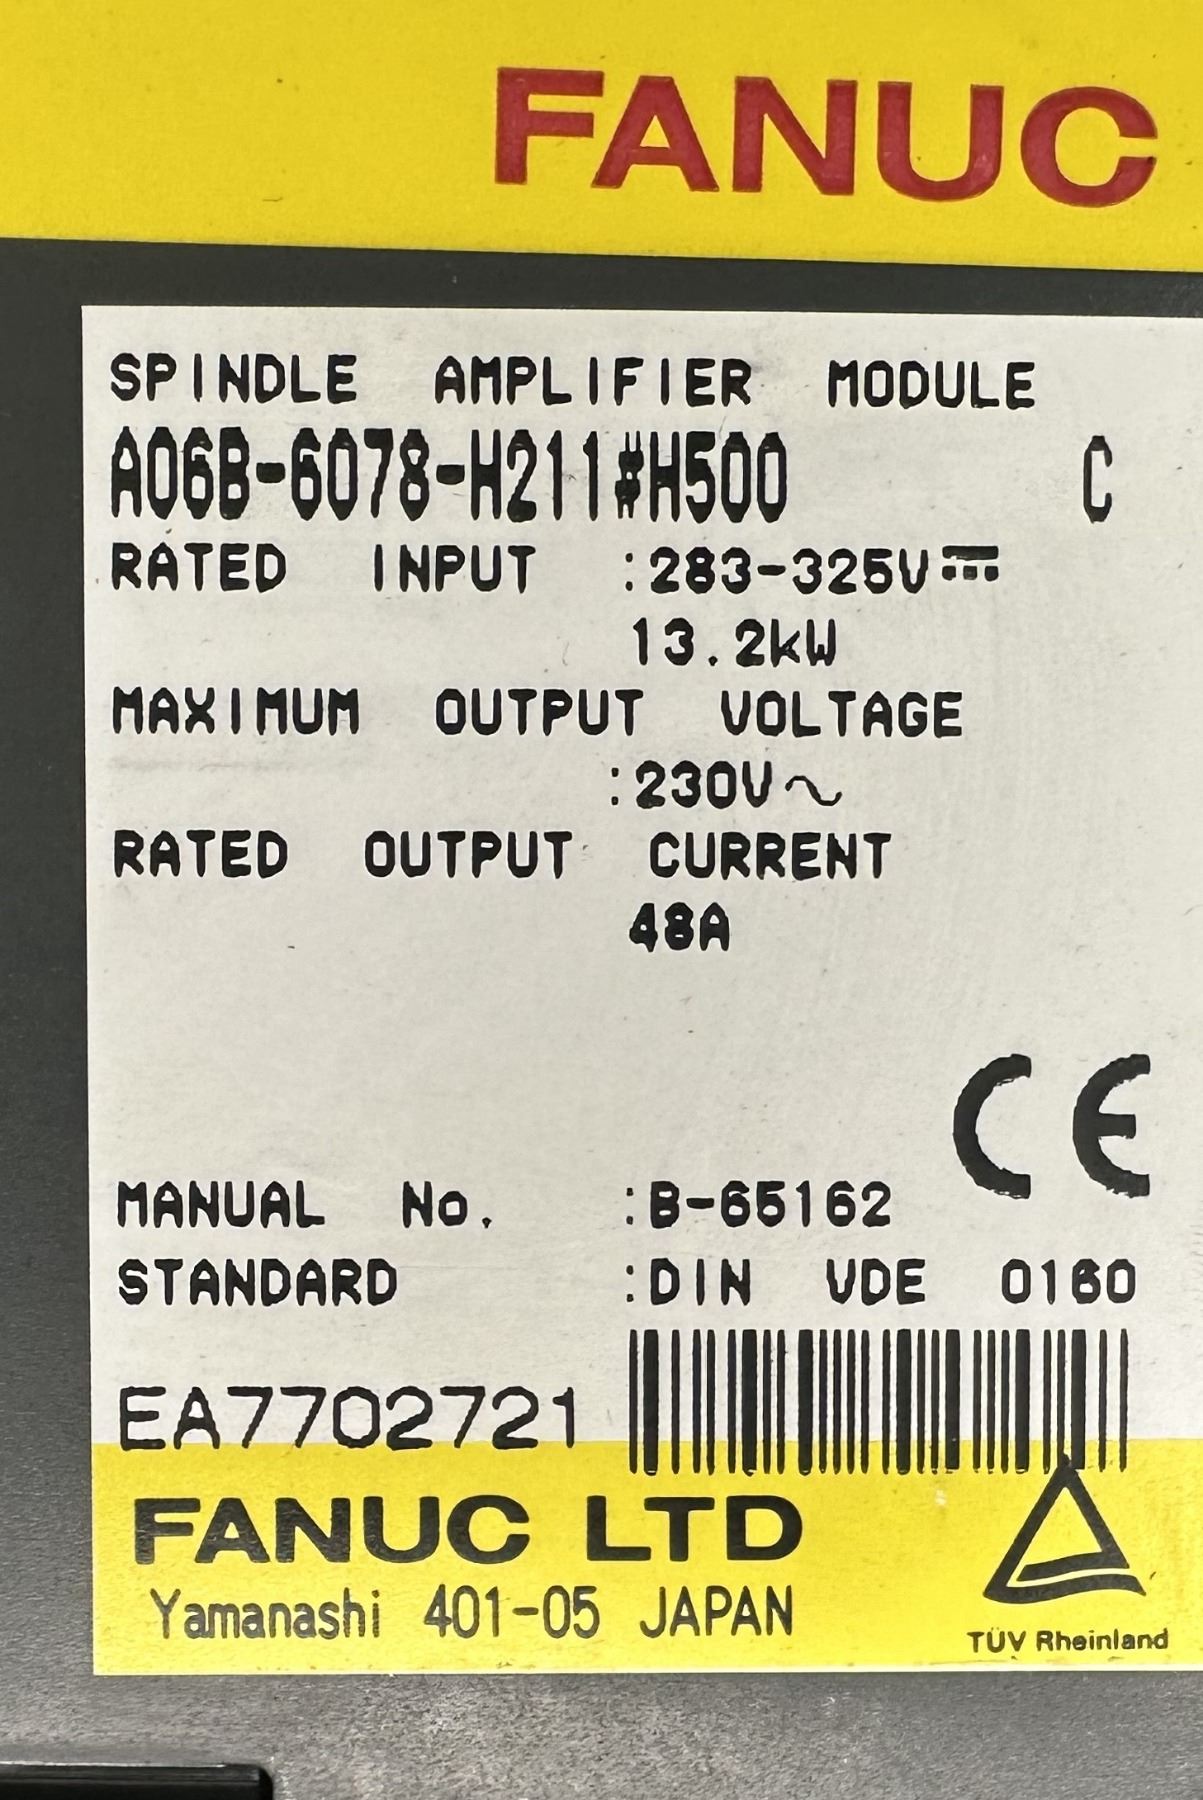 FANUC
SPINDLE AMPLIFIER MODULE
A06B-6078-H211#H500 C
RATED INPUT :283-325V⎓
13.2kW
MAXIMUM OUTPUT VOLTAGE
:230V~
RATED OUTPUT CURRENT
48A
CE
MANUAL No. :B-65162
STANDARD :DIN VDE 0160
EA7702721
FANUC LTD
Yamanashi 401-05 JAPAN
TÜV Rheinland